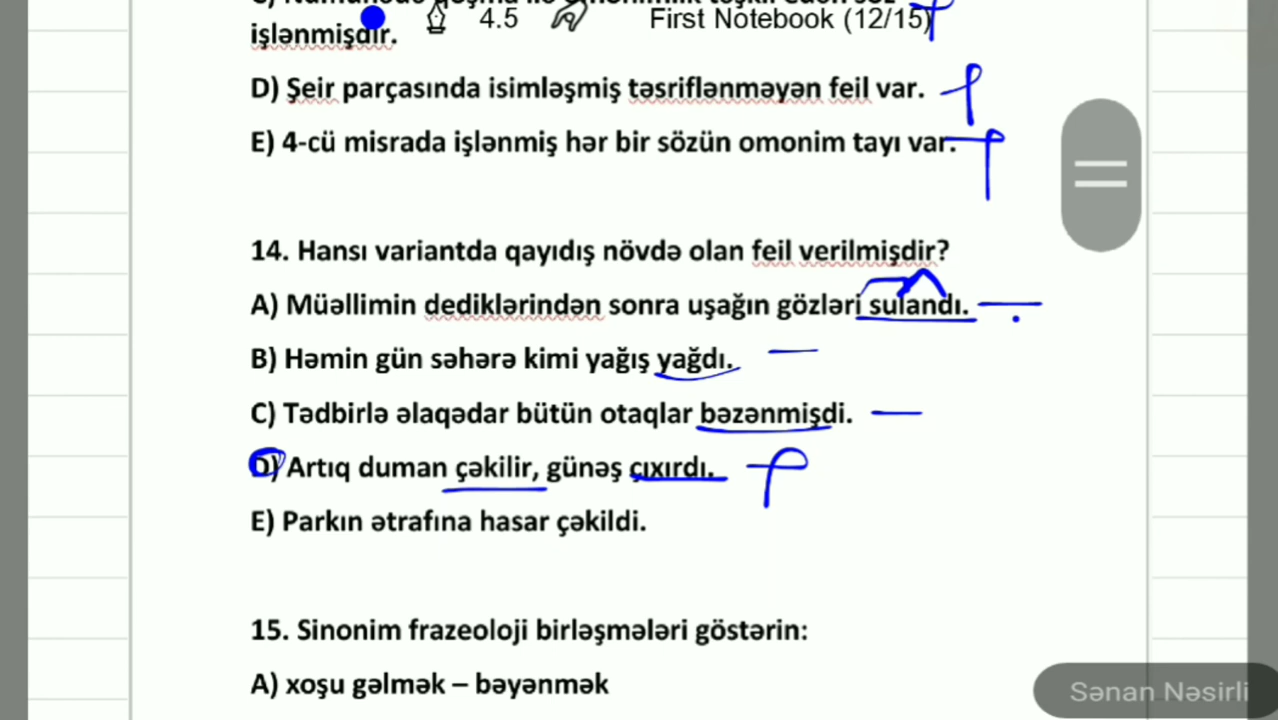 4.5 First Notebook (12/15)
işlənmişdir.
D) Şeir parçasında isimləşmiş təsriflənməyən feil var.
E) 4-cü misrada işlənmiş hər bir sözün omonim tayı var.
14. Hansı variantda qayıdış növdə olan feil verilmişdir?
A) Müəllimin dediklərindən sonra uşağın gözləri sulandı.
B) Həmin gün səhərə kimi yağış yağdı.
C) Tədbirlə əlaqədar bütün otaqlar bəzənmişdi.
D) Artıq duman çəkilir, günəş çıxırdı.
E) Parkın ətrafına hasar çəkildi.
15. Sinonim frazeoloji birləşmələri göstərin:
A) xoşu gəlmək – bəyənmək
Sənan Nəsirli